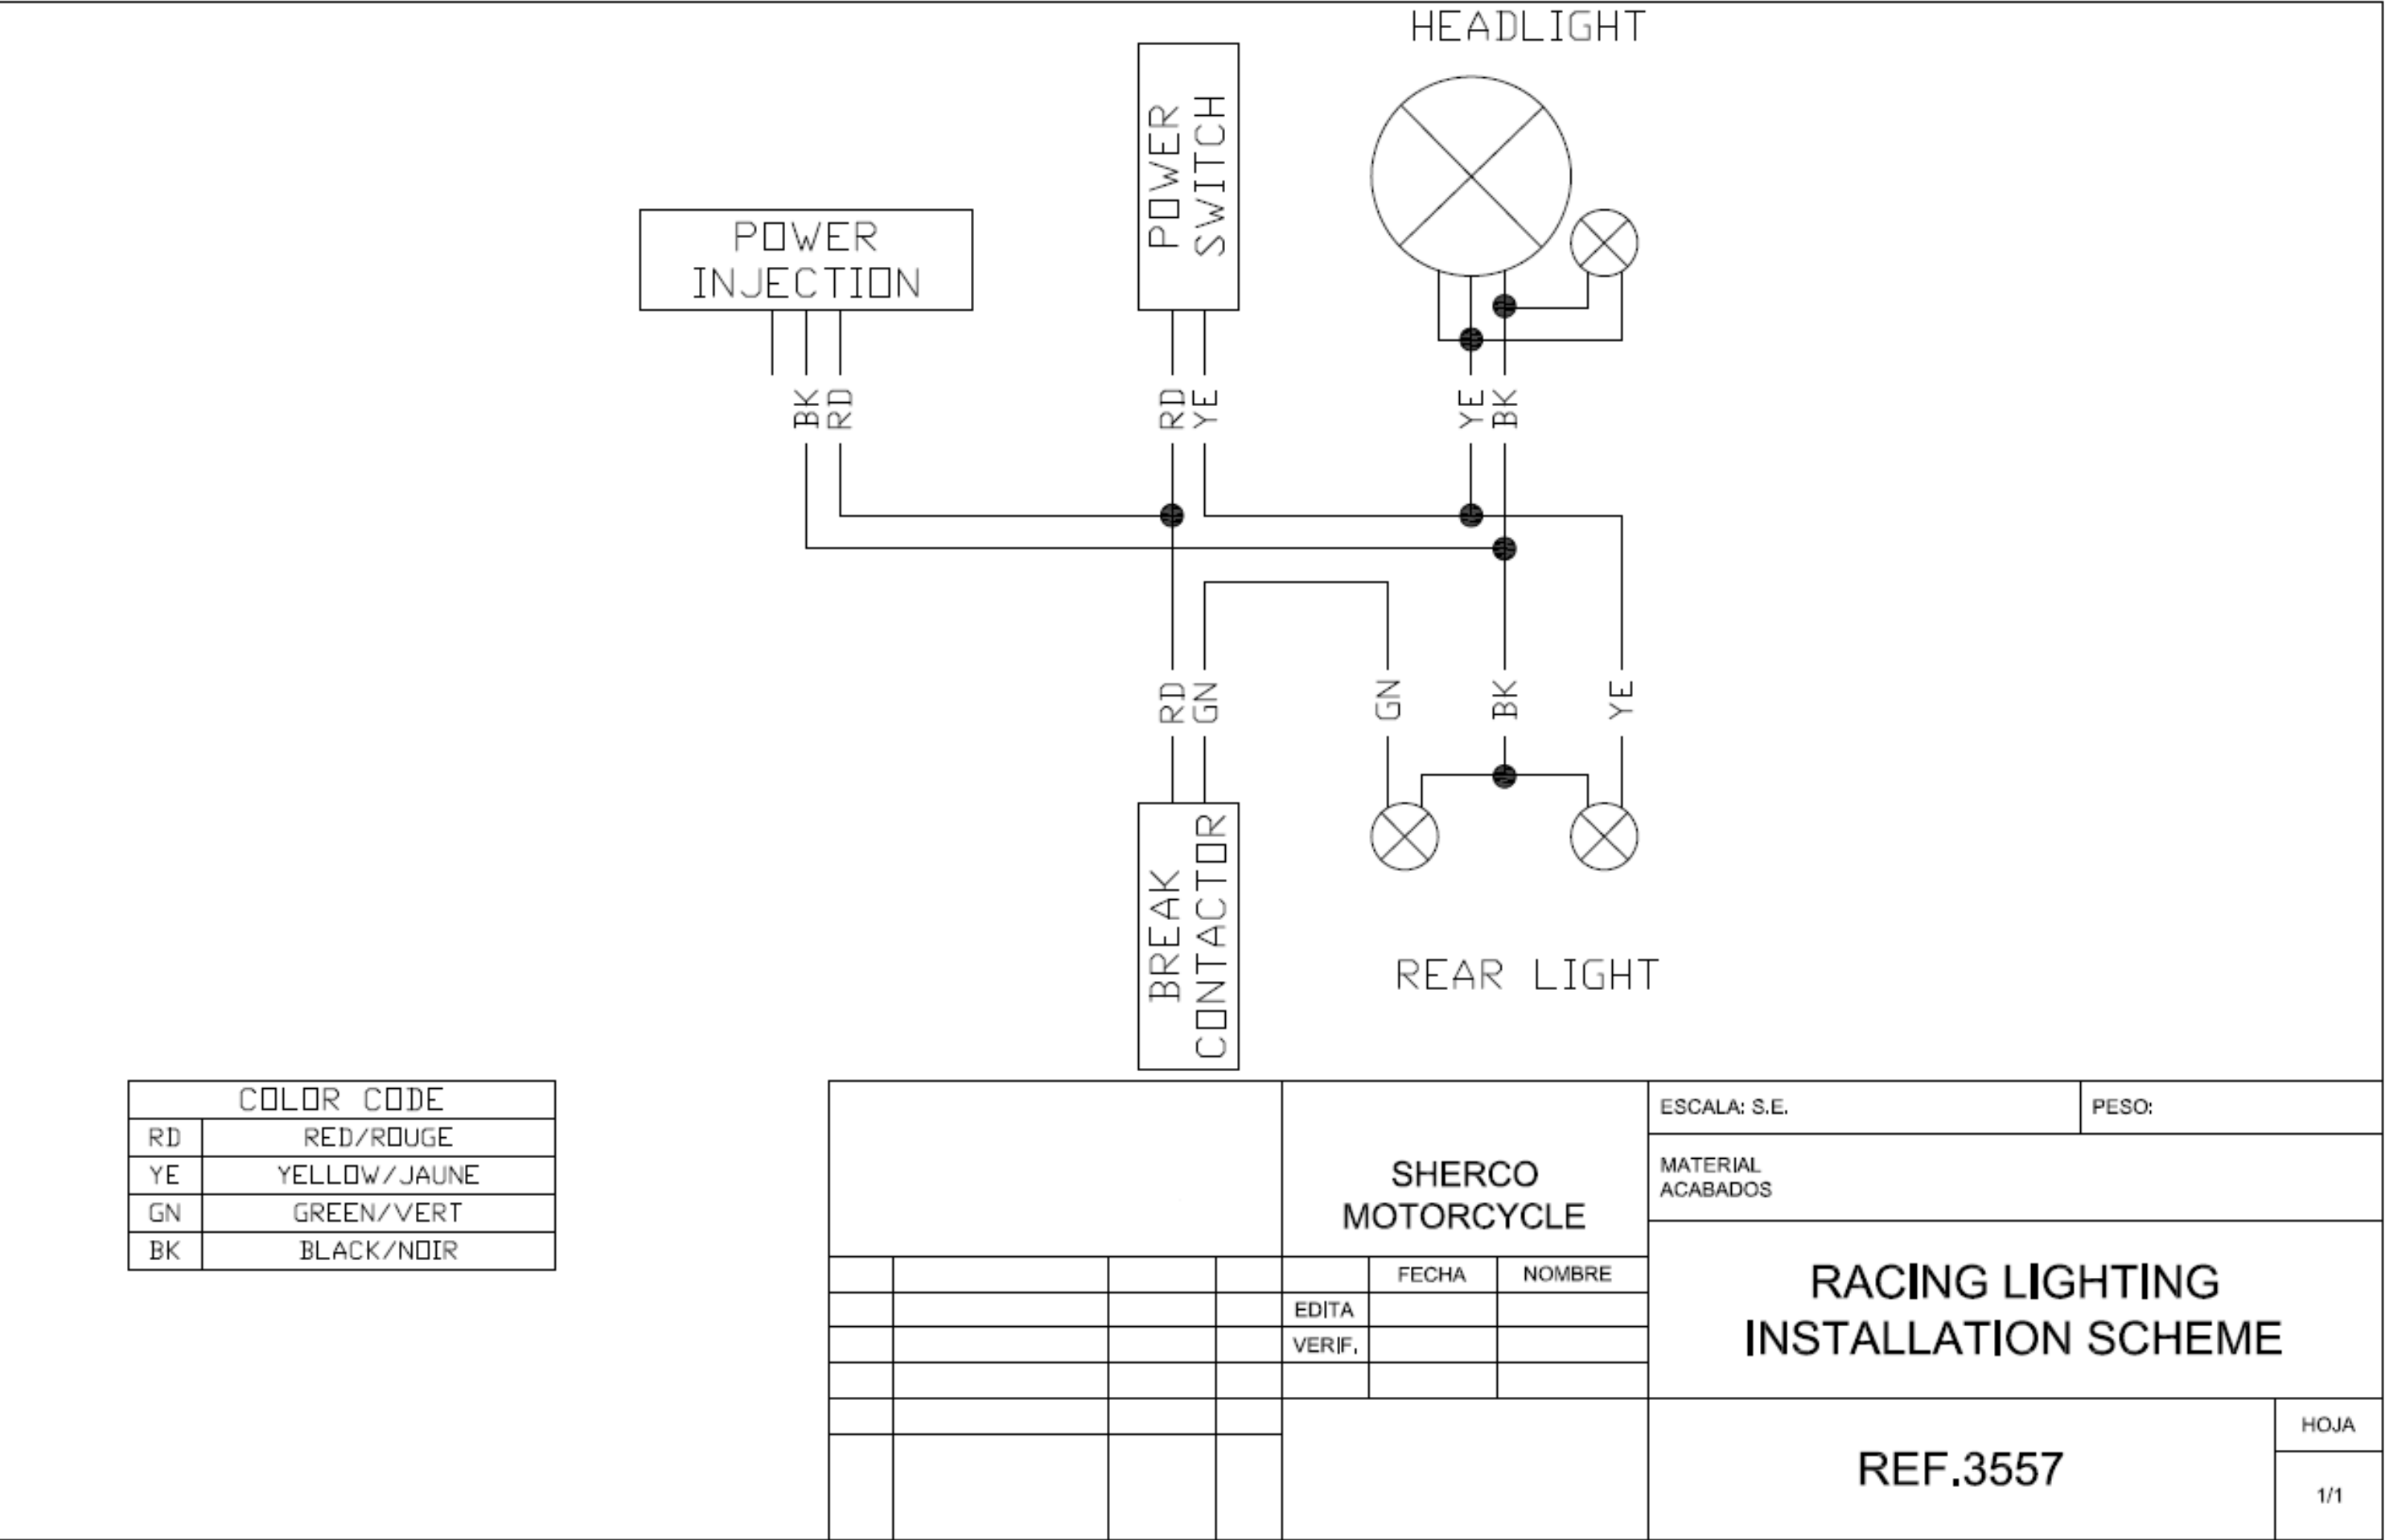 HEADLIGHT
POWER
SWITCH
POWER
INJECTION
BK
RD
RD
YE
YE
BK
RD
GN
GN
BK
YE
BREAK
CONTACTOR
REAR LIGHT
COLOR CODE
RD RED/ROUGE
YE YELLOW/JAUNE
GN GREEN/VERT
BK BLACK/NOIR
SHERCO
MOTORCYCLE
FECHA NOMBRE
EDITA
VERIF.
ESCALA: S.E. PESO:
MATERIAL
ACABADOS
RACING LIGHTING
INSTALLATION SCHEME
REF.3557
HOJA
1/1